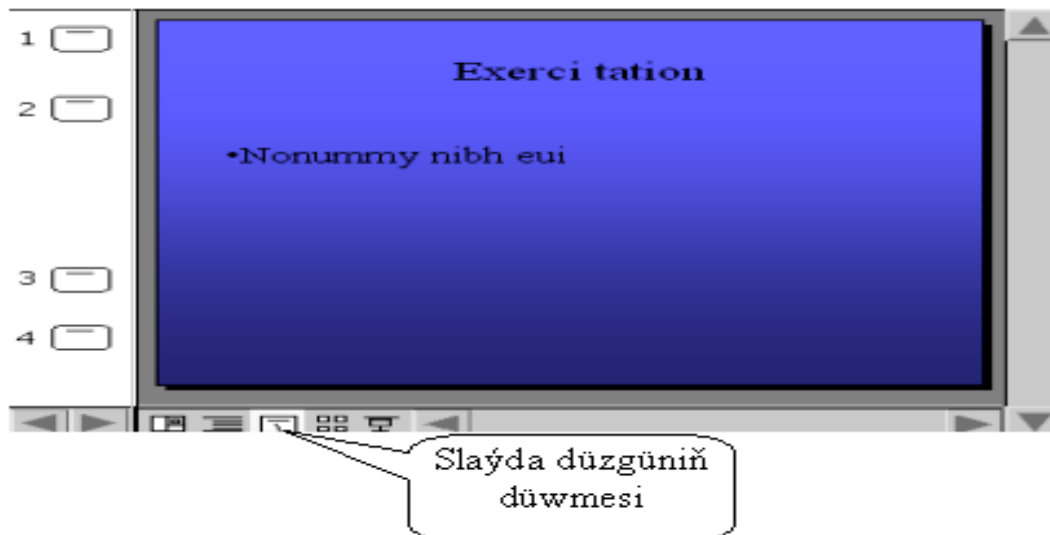 1
Exerci tation
2
•Nonummy nibh eui
3
4
Slaýda düzgüniň
düwmesi